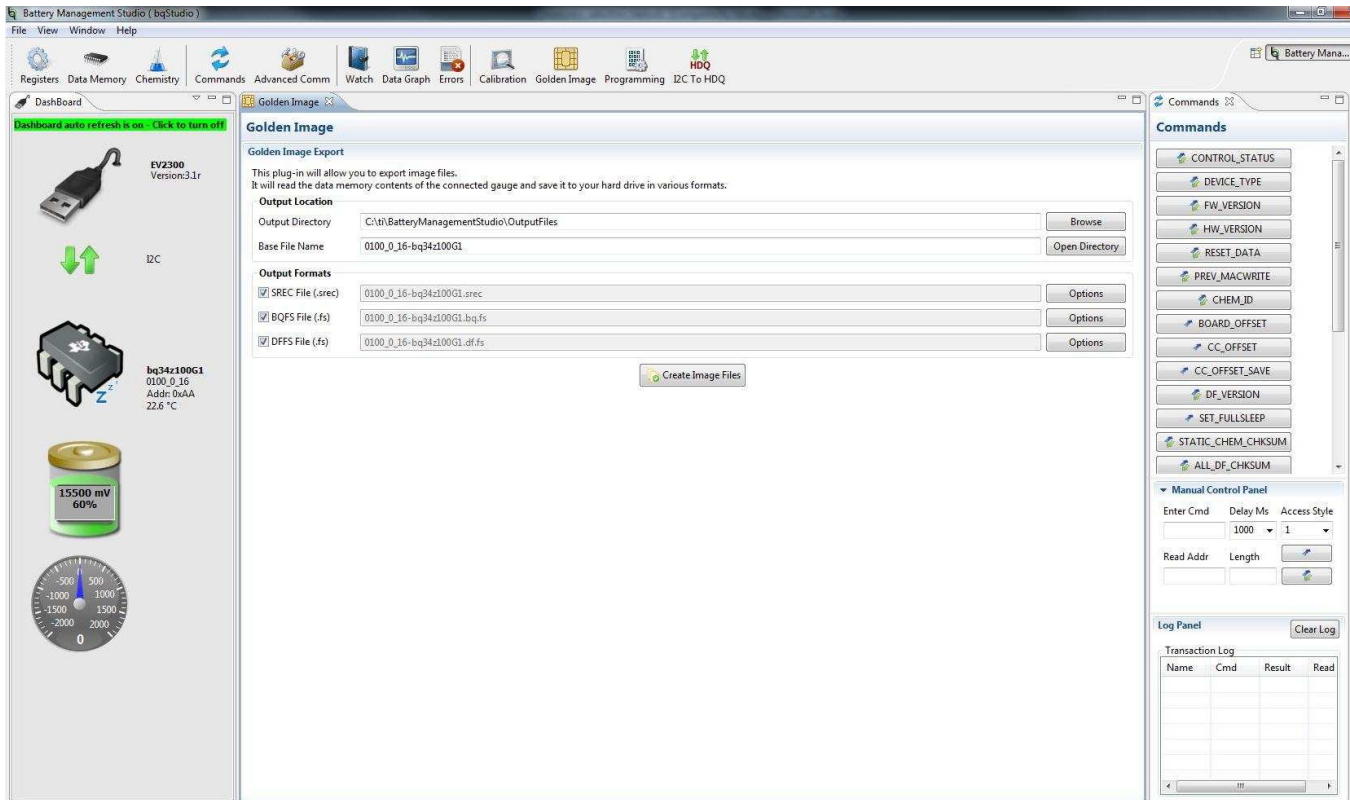 Battery Management Studio ( bqStudio )
File View Window Help
Registers Data Memory Chemistry Commands Advanced Comm Watch Data Graph Errors Calibration Golden Image Programming I2C To HDQ
HDQ
Battery Mana...
DashBoard
Dashboard auto refresh is on - Click to turn off
EV2300
Version:3.1r
I2C
bq34z100G1
0100_0_16
Addr: 0xAA
22.6 °C
z z
15500 mV
60%
-500 500
-1000 1000
-1500 1500
-2000 2000
0
Golden Image
Golden Image
Golden Image Export
This plug-in will allow you to export image files.
It will read the data memory contents of the connected gauge and save it to your hard drive in various formats.
Output Location
Output Directory C:\ti\BatteryManagementStudio\OutputFiles Browse
Base File Name 0100_0_16-bq34z100G1 Open Directory
Output Formats
SREC File (.srec) 0100_0_16-bq34z100G1.srec Options
BQFS File (.fs) 0100_0_16-bq34z100G1.bq.fs Options
DFFS File (.fs) 0100_0_16-bq34z100G1.df.fs Options
Create Image Files
Commands
Commands
CONTROL_STATUS
DEVICE_TYPE
FW_VERSION
HW_VERSION
RESET_DATA
PREV_MACWRITE
CHEM_ID
BOARD_OFFSET
CC_OFFSET
CC_OFFSET_SAVE
DF_VERSION
SET_FULLSLEEP
STATIC_CHEM_CHKSUM
ALL_DF_CHKSUM
Manual Control Panel
Enter Cmd Delay Ms Access Style
1000 1
Read Addr Length
Log Panel Clear Log
Transaction Log
Name Cmd Result Read